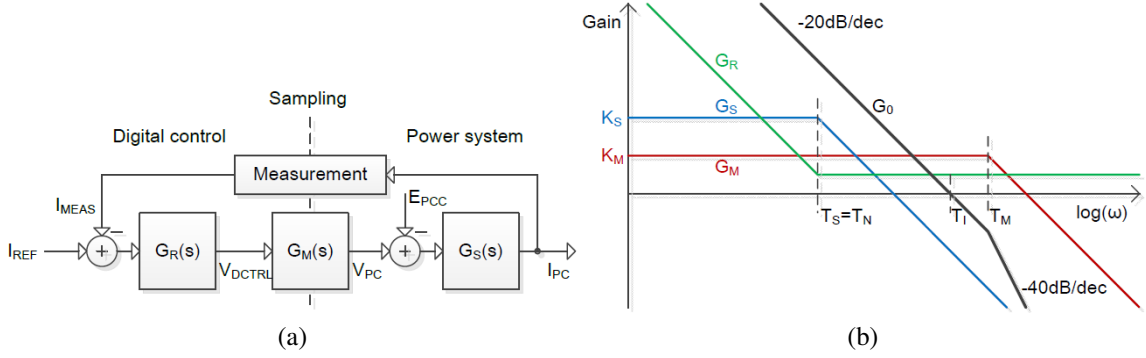 Sampling
Digital control
Power system
Measurement
I_MEAS
E_PCC
I_REF
+
−
G_R(s)
V_DCTRL
G_M(s)
V_PC
+
−
G_S(s)
I_PC
(a)
Gain
-20dB/dec
G_R
K_S
G_S
G_0
K_M
G_M
T_S=T_N
T_I
T_M
log(ω)
-40dB/dec
(b)